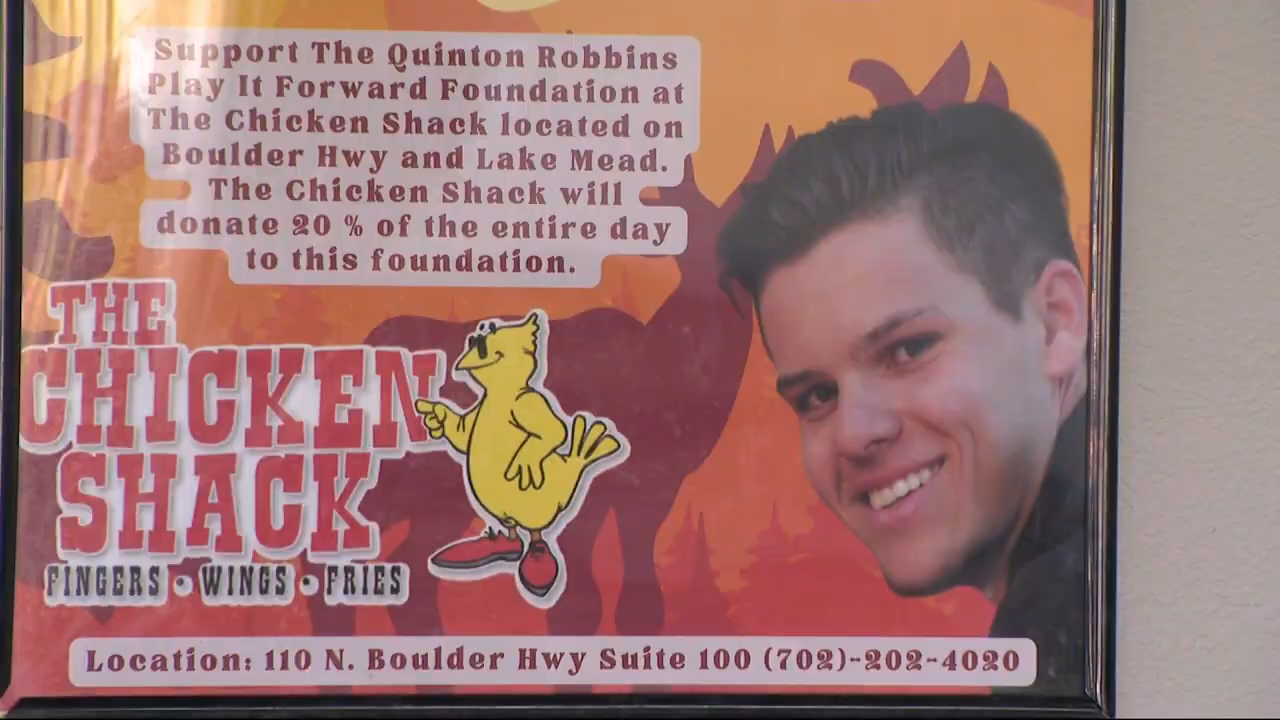 Support The Quinton Robbins
Play It Forward Foundation at
The Chicken Shack located on
Boulder Hwy and Lake Mead.
The Chicken Shack will
donate 20 % of the entire day
to this foundation.
THE
CHICKEN
SHACK
FINGERS • WINGS • FRIES
Location: 110 N. Boulder Hwy Suite 100 (702)-202-4020